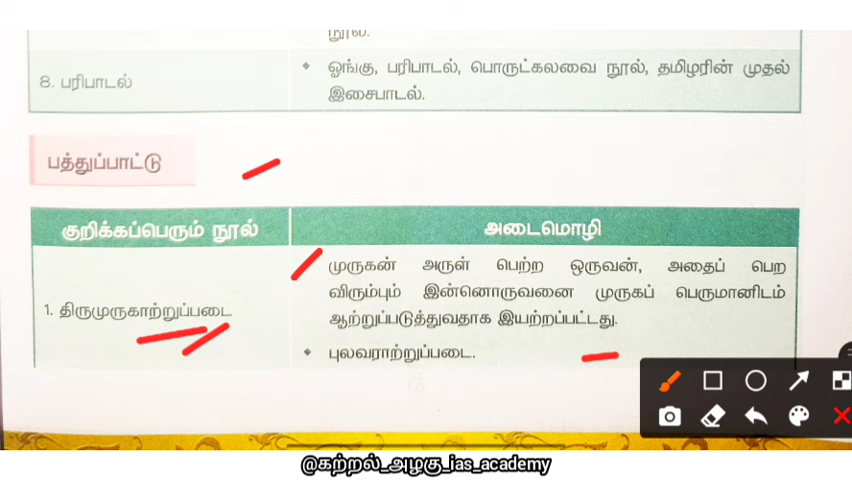 நூல்.
8. பரிபாடல்
ஓங்கு, பரிபாடல், பொருட்கலவை நூல், தமிழரின் முதல்
இசைபாடல்.
பத்துப்பாட்டு
குறிக்கப்பெரும் நூல்
அடைமொழி
1. திருமுருகாற்றுப்படை
முருகன் அருள் பெற்ற ஒருவன், அதைப் பெற
விரும்பும் இன்னொருவனை முருகப் பெருமானிடம்
ஆற்றுப்படுத்துவதாக இயற்றப்பட்டது.
புலவராற்றுப்படை.
@கற்றல்_அழகு_ias_academy